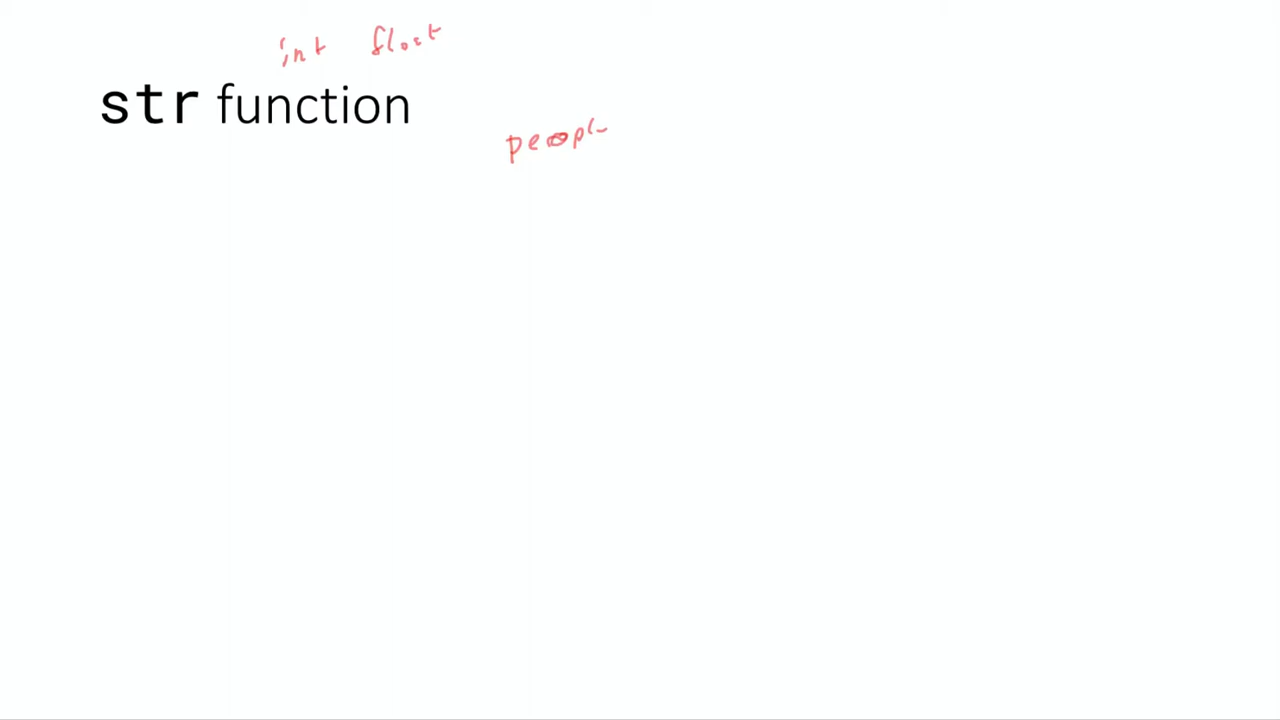 int float
str function
people